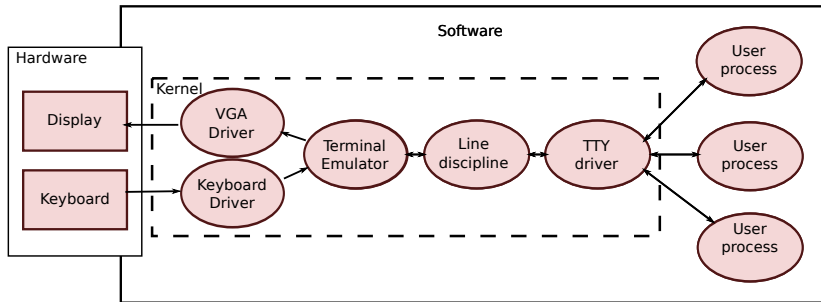 Software
Hardware
Kernel
Display
Keyboard
VGA
Driver
Keyboard
Driver
Terminal
Emulator
Line
discipline
TTY
driver
User
process
User
process
User
process